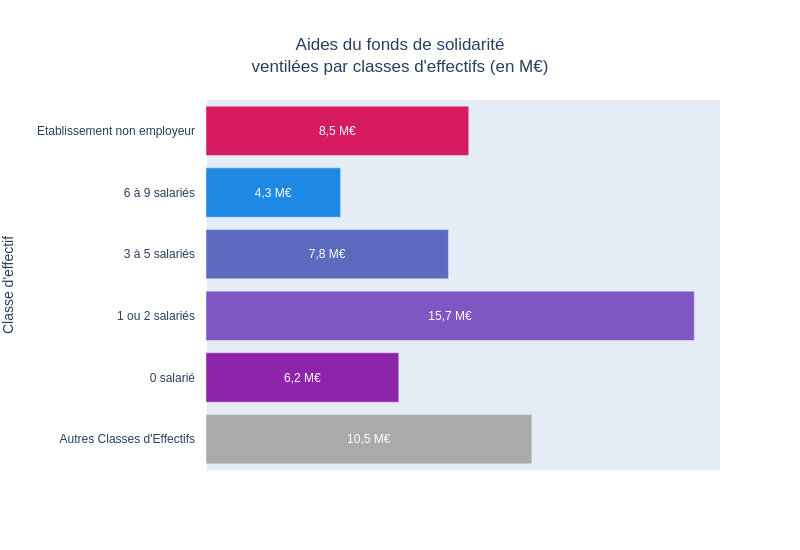 Aides du fonds de solidarité
ventilées par classes d'effectifs (en M€)
Classe d'effectif
Etablissement non employeur
8,5 M€
6 à 9 salariés
4,3 M€
3 à 5 salariés
7,8 M€
1 ou 2 salariés
15,7 M€
0 salarié
6,2 M€
Autres Classes d'Effectifs
10,5 M€